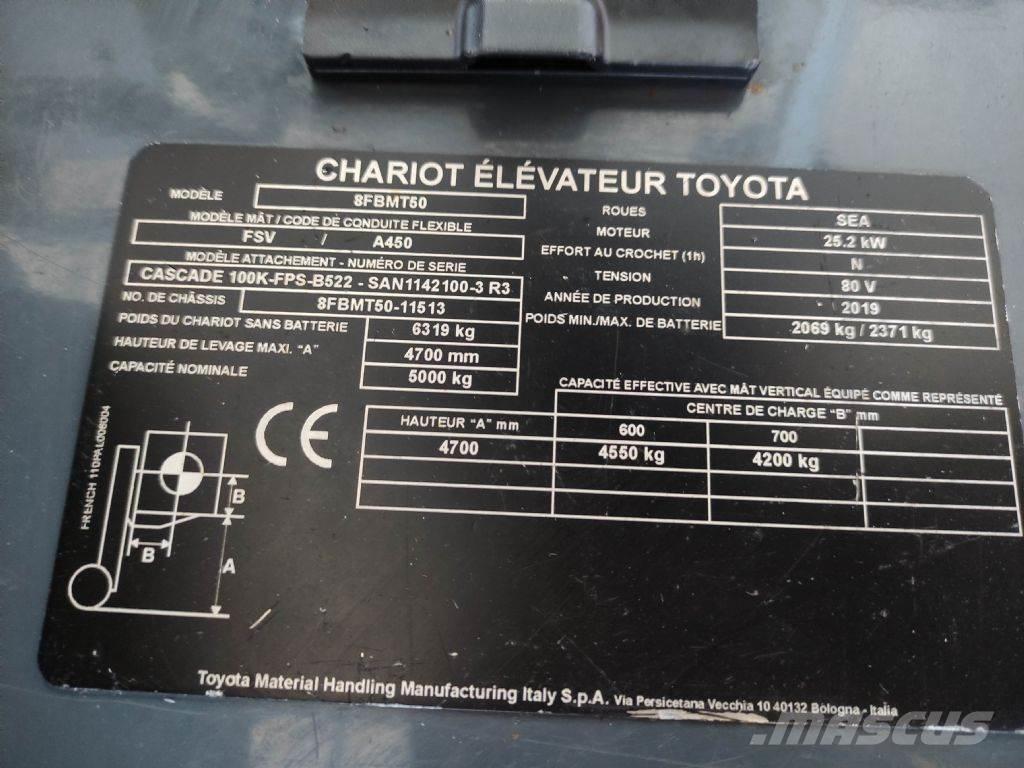 CHARIOT ÉLÉVATEUR TOYOTA
MODÈLE 8FBMT50
MODÈLE MÂT / CODE DE CONDUITE FLEXIBLE
FSV / A450
MODÈLE ATTACHEMENT - NUMÉRO DE SERIE
CASCADE 100K-FPS-B522 - SAN1142100-3 R3
NO. DE CHÂSSIS 8FBMT50-11513
POIDS DU CHARIOT SANS BATTERIE 6319 kg
HAUTEUR DE LEVAGE MAXI. "A" 4700 mm
CAPACITÉ NOMINALE 5000 kg
ROUES SEA
MOTEUR 25.2 kW
EFFORT AU CROCHET (1h) N
TENSION 80 V
ANNÉE DE PRODUCTION 2019
POIDS MIN./MAX. DE BATTERIE 2069 kg / 2371 kg
CAPACITÉ EFFECTIVE AVEC MÂT VERTICAL ÉQUIPÉ COMME REPRÉSENTÉ
HAUTEUR "A" mm CENTRE DE CHARGE "B" mm
600 700
4700 4550 kg 4200 kg
CE
FRENCH 110PAL006004
B
B
A
Toyota Material Handling Manufacturing Italy S.p.A. Via Persicetana Vecchia 10 40132 Bologna - Italia
MASCUS